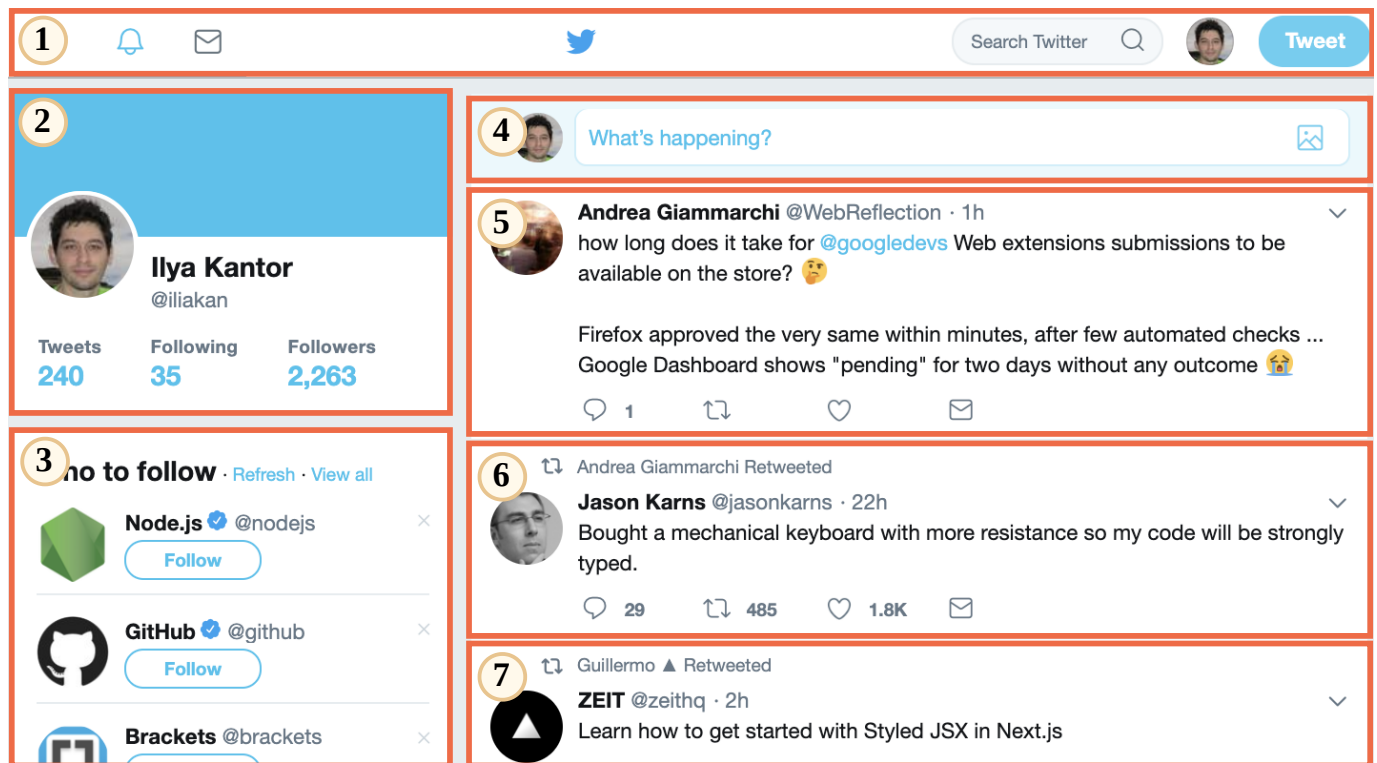 1
Search Twitter
Tweet
2
Ilya Kantor
@iliakan
Tweets Following Followers
240 35 2,263
3
ho to follow · Refresh · View all
Node.js @nodejs
Follow
GitHub @github
Follow
Brackets @brackets
4
What's happening?
5
Andrea Giammarchi @WebReflection · 1h
how long does it take for @googledevs Web extensions submissions to be
available on the store? 🤔
Firefox approved the very same within minutes, after few automated checks ...
Google Dashboard shows "pending" for two days without any outcome 😭
1
6
Andrea Giammarchi Retweeted
Jason Karns @jasonkarns · 22h
Bought a mechanical keyboard with more resistance so my code will be strongly
typed.
29 485 1.8K
7
Guillermo ▲ Retweeted
ZEIT @zeithq · 2h
Learn how to get started with Styled JSX in Next.js